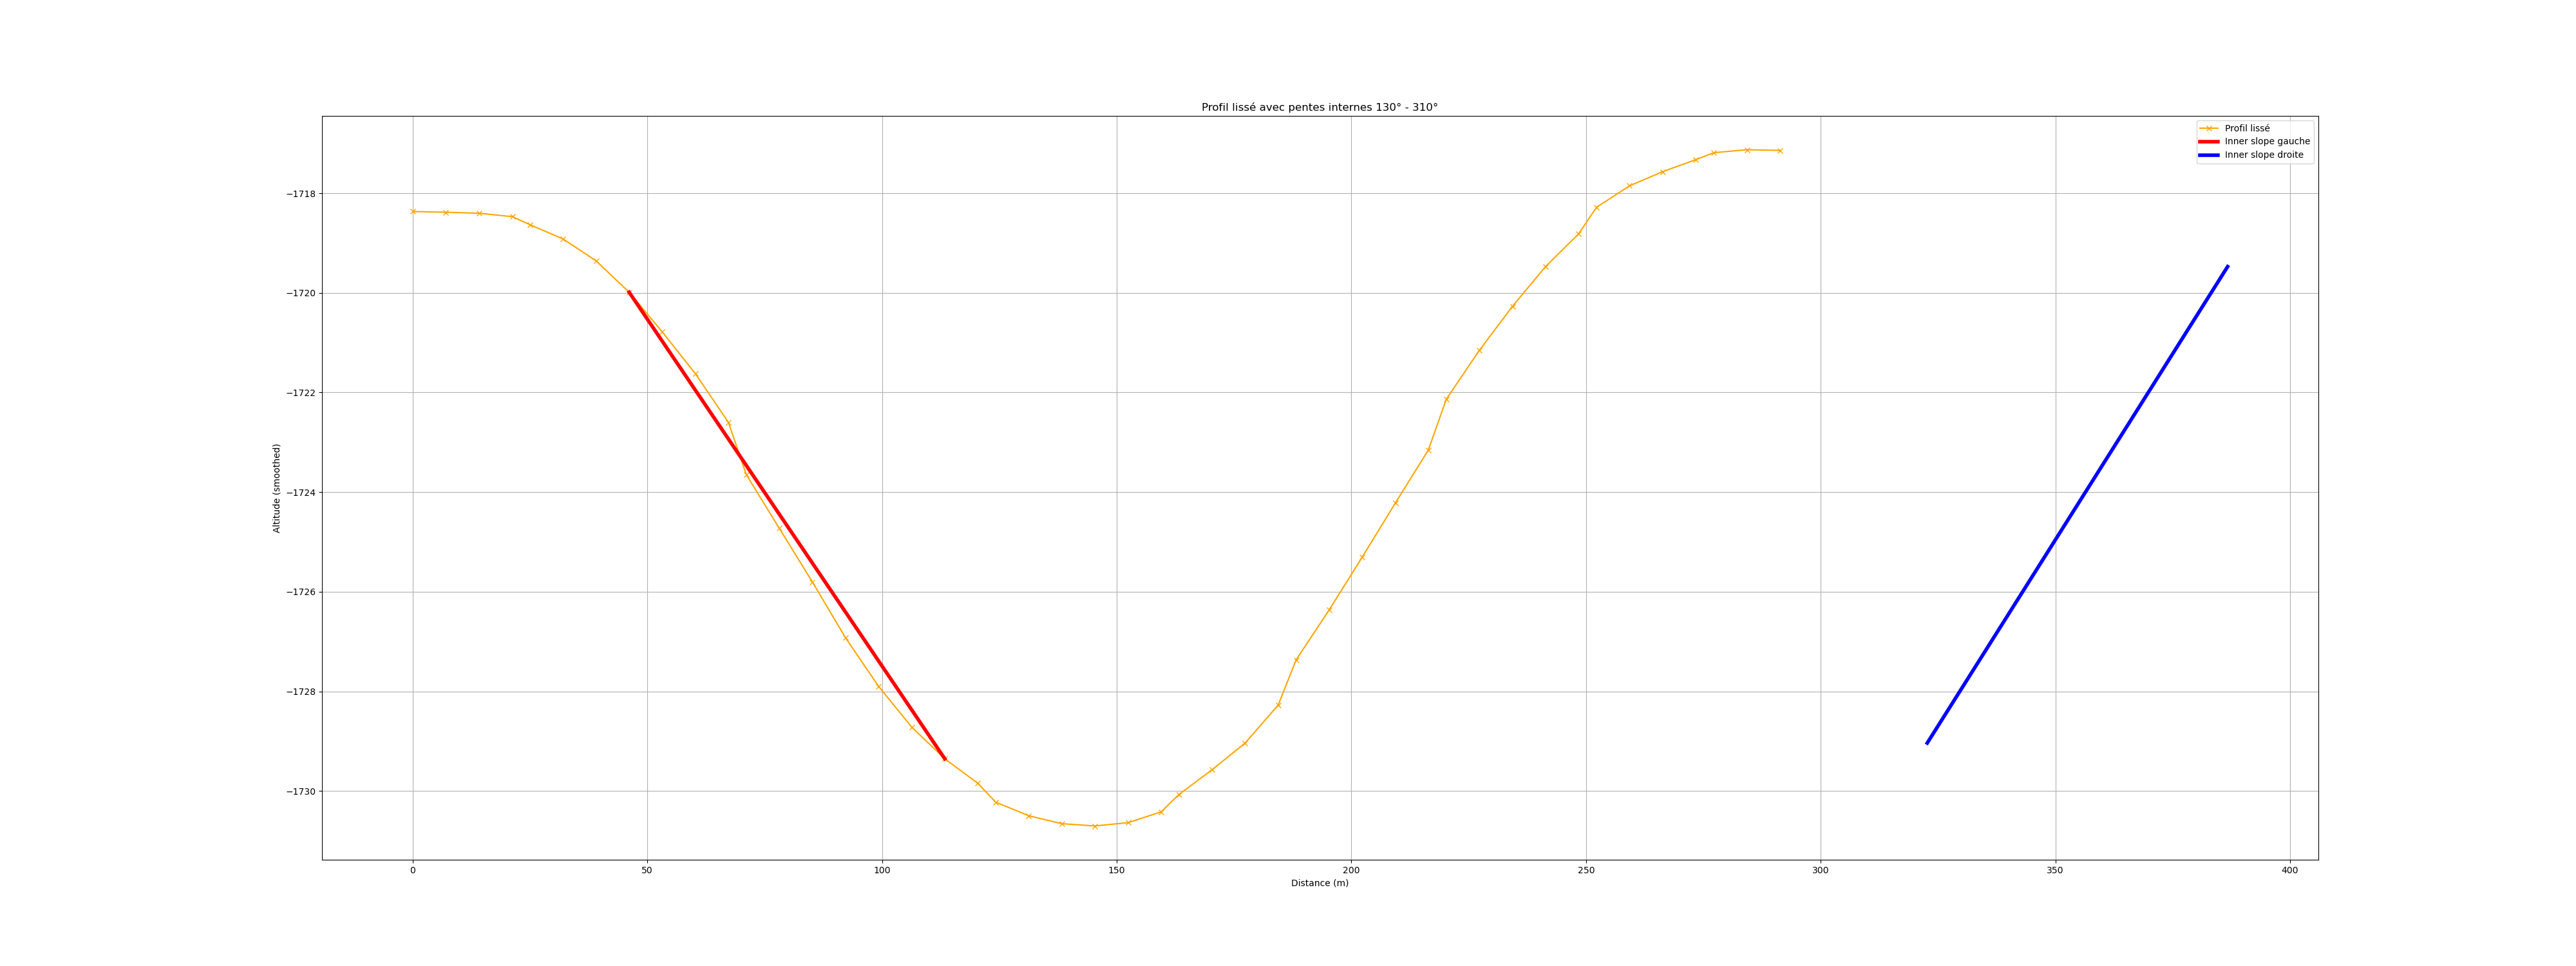 Profil lissé avec pentes internes 130° - 310°
Profil lissé
Inner slope gauche
Inner slope droite
Altitude (smoothed)
−1718
−1720
−1722
−1724
−1726
−1728
−1730
0
50
100
150
200
250
300
350
400
Distance (m)